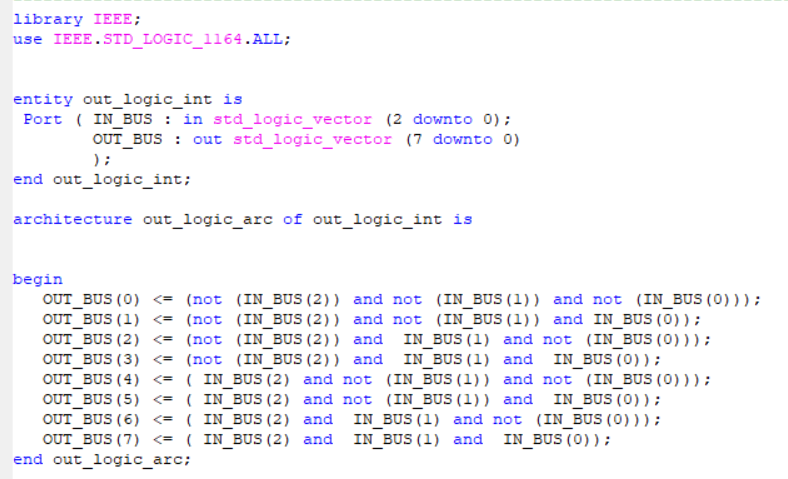 library IEEE;
use IEEE.STD_LOGIC_1164.ALL;
entity out_logic_int is
Port ( IN_BUS : in std_logic_vector (2 downto 0);
OUT_BUS : out std_logic_vector (7 downto 0)
);
end out_logic_int;
architecture out_logic_arc of out_logic_int is
begin
OUT_BUS(0) <= (not (IN_BUS(2)) and not (IN_BUS(1)) and not (IN_BUS(0)));
OUT_BUS(1) <= (not (IN_BUS(2)) and not (IN_BUS(1)) and IN_BUS(0));
OUT_BUS(2) <= (not (IN_BUS(2)) and  IN_BUS(1) and not (IN_BUS(0)));
OUT_BUS(3) <= (not (IN_BUS(2)) and  IN_BUS(1) and  IN_BUS(0));
OUT_BUS(4) <= ( IN_BUS(2) and not (IN_BUS(1)) and not (IN_BUS(0)));
OUT_BUS(5) <= ( IN_BUS(2) and not (IN_BUS(1)) and  IN_BUS(0));
OUT_BUS(6) <= ( IN_BUS(2) and  IN_BUS(1) and not (IN_BUS(0)));
OUT_BUS(7) <= ( IN_BUS(2) and  IN_BUS(1) and  IN_BUS(0));
end out_logic_arc;